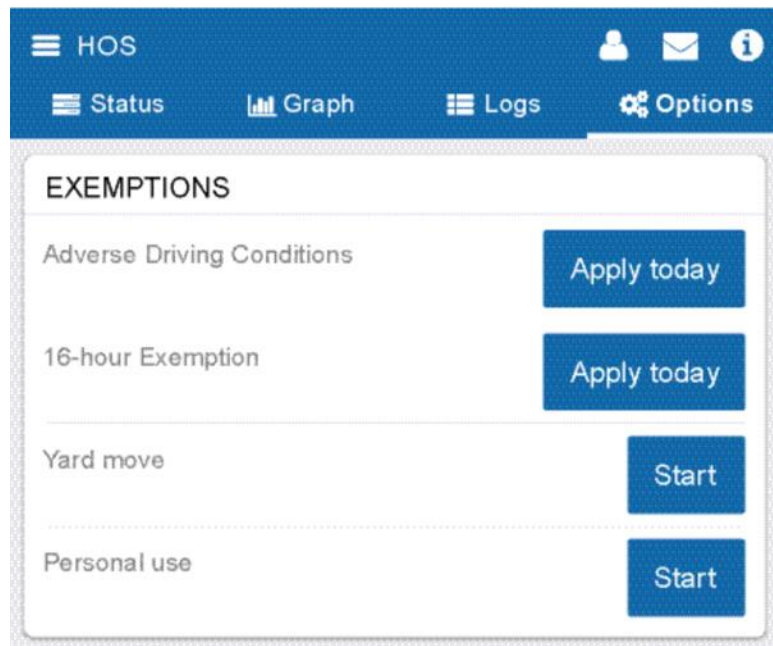 HOS
Status Graph Logs Options
EXEMPTIONS
Adverse Driving Conditions Apply today
16-hour Exemption Apply today
Yard move Start
Personal use Start